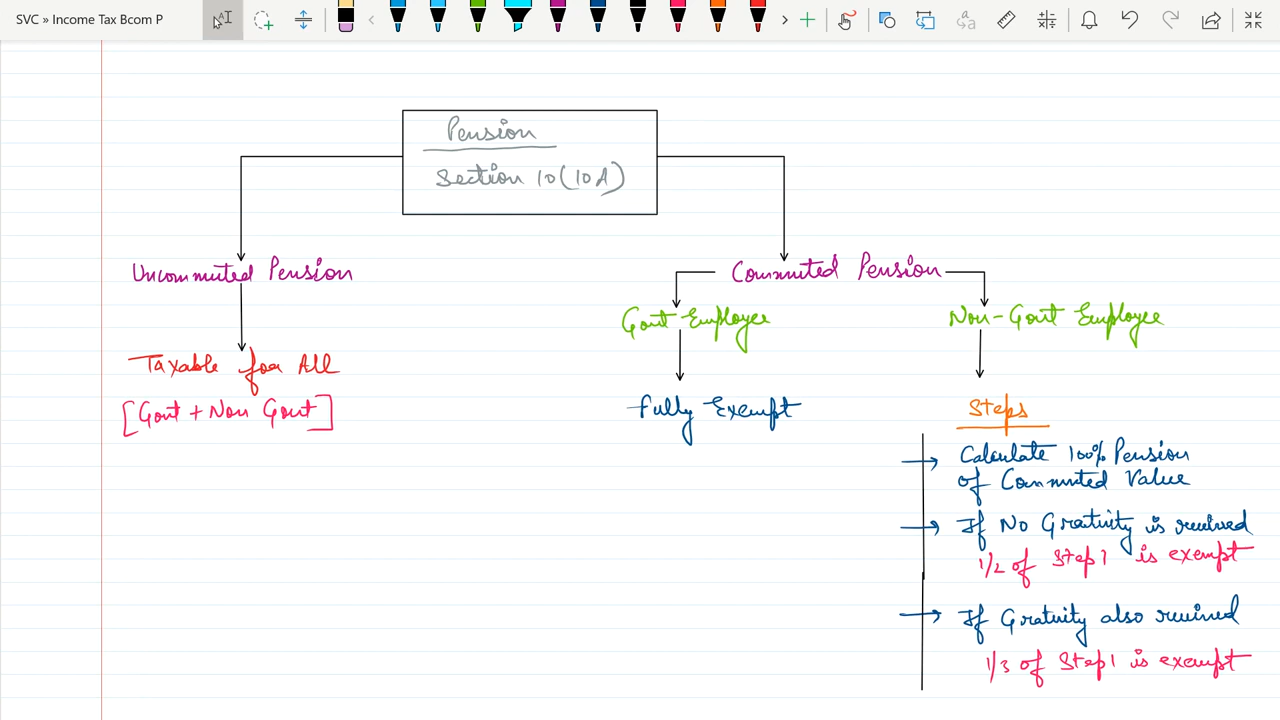 SVC » Income Tax Bcom P
Pension
Section 10(10A)
Uncommuted Pension
Taxable for All
[Govt + Non Govt]
Commuted Pension
Govt Employee
Fully Exempt
Non-Govt Employee
Steps
Calculate 100% Pension
of Commuted Value
If No Gratuity is received
1/2 of Step 1 is exempt
If Gratuity also received
1/3 of Step 1 is exempt